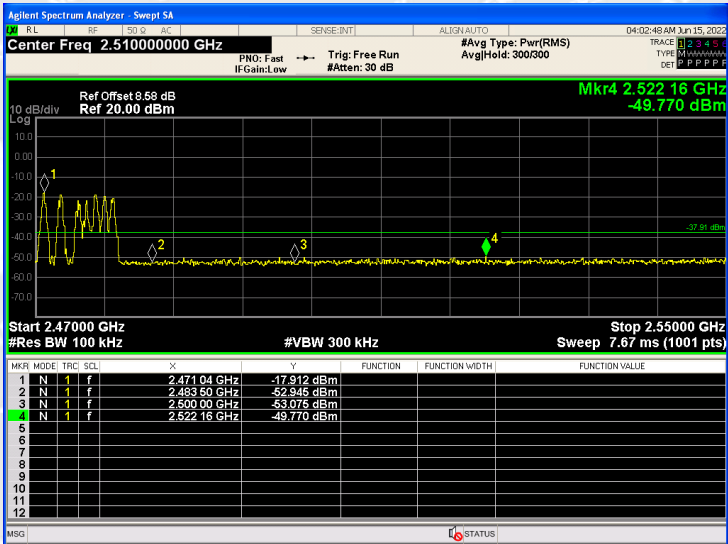 Agilent Spectrum Analyzer - Swept SA
RL RF 50 Ω AC SENSE:INT ALIGN AUTO 04:02:48 AM Jun 15, 2022
Center Freq 2.510000000 GHz
PNO: Fast
IFGain:Low
Trig: Free Run
#Atten: 30 dB
#Avg Type: Pwr(RMS)
Avg|Hold: 300/300
TRACE 1 2 3 4 5
TYPE M
DET P P P P P
Mkr4 2.522 16 GHz
-49.770 dBm
Ref Offset 8.58 dB
Ref 20.00 dBm
10 dB/div
Log
10.0
0.00
-10.0
-20.0
-30.0
-40.0
-50.0
-60.0
-70.0
1
2
3
4
-37.91 dBm
Start 2.47000 GHz Stop 2.55000 GHz
#Res BW 100 kHz #VBW 300 kHz Sweep 7.67 ms (1001 pts)
MKR MODE TRC SCL X Y FUNCTION FUNCTION WIDTH FUNCTION VALUE
1 N 1 f 2.471 04 GHz -17.912 dBm
2 N 1 f 2.483 50 GHz -52.945 dBm
3 N 1 f 2.500 00 GHz -53.075 dBm
4 N 1 f 2.522 16 GHz -49.770 dBm
5
6
7
8
9
10
11
12
MSG STATUS